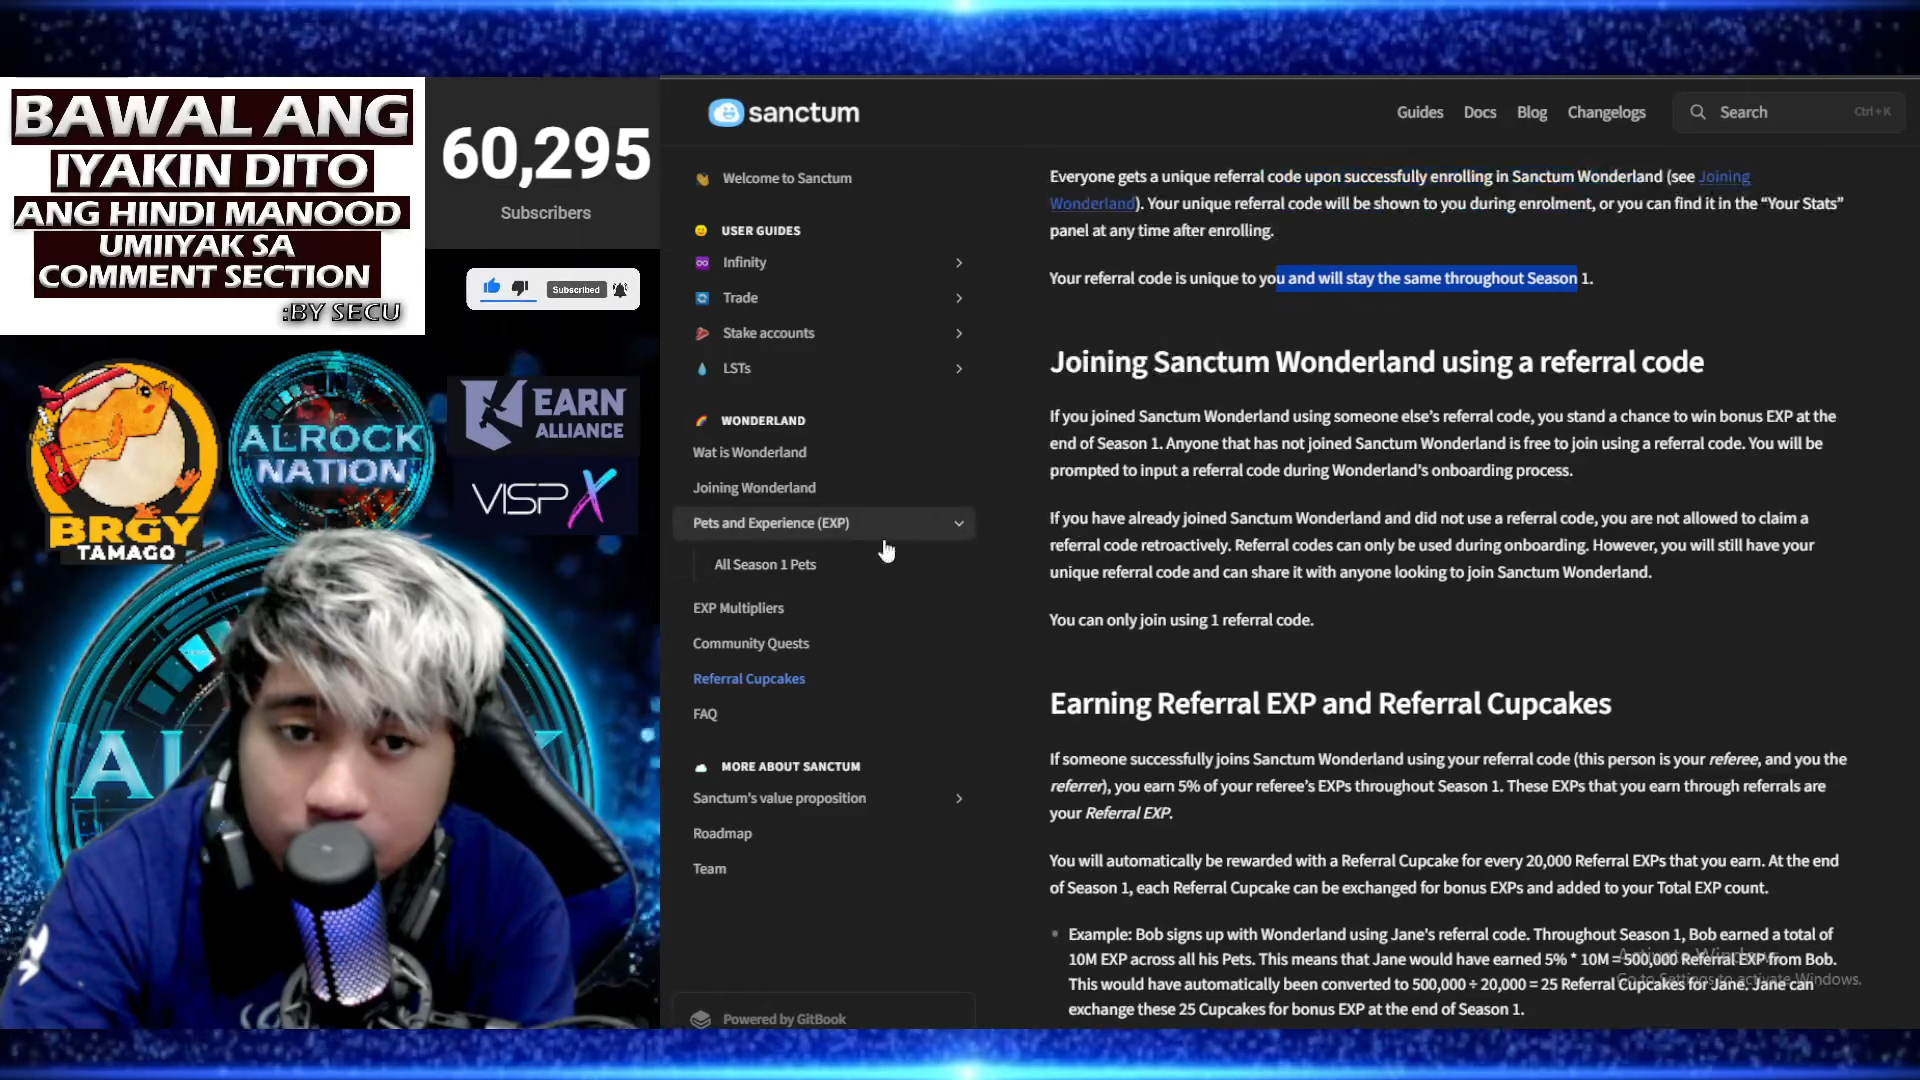 BAWAL ANG
IYAKIN DITO
ANG HINDI MANOOD
UMIIYAK SA
COMMENT SECTION
:BY SECU
60,295
Subscribers
Subscribed
BRGY
TAMAGO
ALROCK
NATION
EARN
ALLIANCE
VISPX
AL
sanctum
Guides
Docs
Blog
Changelogs
Search
Ctrl + K
Welcome to Sanctum
USER GUIDES
Infinity
Trade
Stake accounts
LSTs
WONDERLAND
Wat is Wonderland
Joining Wonderland
Pets and Experience (EXP)
All Season 1 Pets
EXP Multipliers
Community Quests
Referral Cupcakes
FAQ
MORE ABOUT SANCTUM
Sanctum's value proposition
Roadmap
Team
Powered by GitBook
Everyone gets a unique referral code upon successfully enrolling in Sanctum Wonderland (see Joining
Wonderland). Your unique referral code will be shown to you during enrolment, or you can find it in the “Your Stats”
panel at any time after enrolling.
Your referral code is unique to you and will stay the same throughout Season 1.
Joining Sanctum Wonderland using a referral code
If you joined Sanctum Wonderland using someone else’s referral code, you stand a chance to win bonus EXP at the
end of Season 1. Anyone that has not joined Sanctum Wonderland is free to join using a referral code. You will be
prompted to input a referral code during Wonderland's onboarding process.
If you have already joined Sanctum Wonderland and did not use a referral code, you are not allowed to claim a
referral code retroactively. Referral codes can only be used during onboarding. However, you will still have your
unique referral code and can share it with anyone looking to join Sanctum Wonderland.
You can only join using 1 referral code.
Earning Referral EXP and Referral Cupcakes
If someone successfully joins Sanctum Wonderland using your referral code (this person is your referee, and you the
referrer), you earn 5% of your referee’s EXPs throughout Season 1. These EXPs that you earn through referrals are
your Referral EXP.
You will automatically be rewarded with a Referral Cupcake for every 20,000 Referral EXPs that you earn. At the end
of Season 1, each Referral Cupcake can be exchanged for bonus EXPs and added to your Total EXP count.
Example: Bob signs up with Wonderland using Jane's referral code. Throughout Season 1, Bob earned a total of
10M EXP across all his Pets. This means that Jane would have earned 5% * 10M = 500,000 Referral EXP from Bob.
This would have automatically been converted to 500,000 ÷ 20,000 = 25 Referral Cupcakes for Jane. Jane can
exchange these 25 Cupcakes for bonus EXP at the end of Season 1.
Activate Windows
Go to Settings to activate Windows.